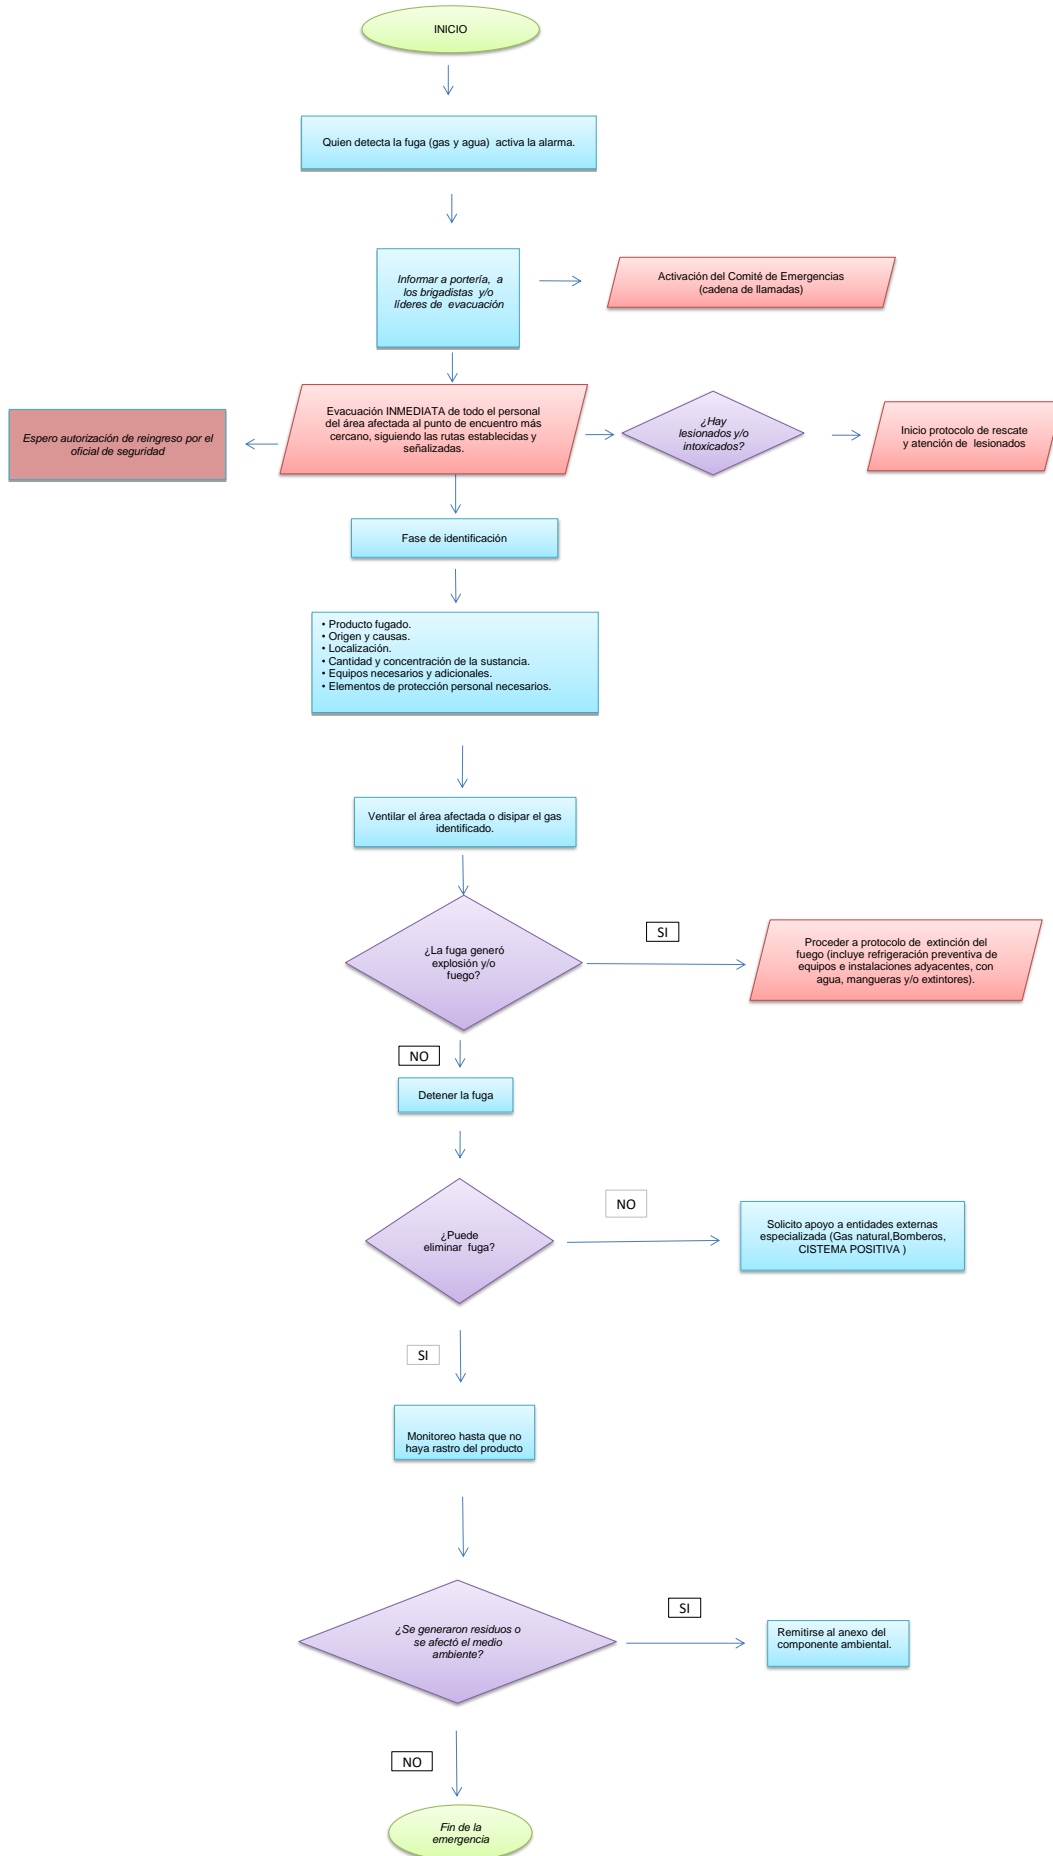 INICIO
Quien detecta la fuga (gas y agua) activa la alarma.
Informar a portería, a
los brigadistas y/o
líderes de evacuación
Activación del Comité de Emergencias
(cadena de llamadas)
Espero autorización de reingreso por el
oficial de seguridad
Evacuación INMEDIATA de todo el personal
del área afectada al punto de encuentro más
cercano, siguiendo las rutas establecidas y
señalizadas.
¿Hay
lesionados y/o
intoxicados?
Inicio protocolo de rescate
y atención de lesionados
Fase de identificación
• Producto fugado.
• Origen y causas.
• Localización.
• Cantidad y concentración de la sustancia.
• Equipos necesarios y adicionales.
• Elementos de protección personal necesarios.
Ventilar el área afectada o disipar el gas
identificado.
¿La fuga generó
explosión y/o
fuego?
SI
Proceder a protocolo de extinción del
fuego (incluye refrigeración preventiva de
equipos e instalaciones adyacentes, con
agua, mangueras y/o extintores).
NO
Detener la fuga
¿Puede
eliminar fuga?
NO
Solicito apoyo a entidades externas
especializada (Gas natural,Bomberos,
CISTEMA POSITIVA )
SI
Monitoreo hasta que no
haya rastro del producto
¿Se generaron residuos o
se afectó el medio
ambiente?
SI
Remitirse al anexo del
componente ambiental.
NO
Fin de la
emergencia